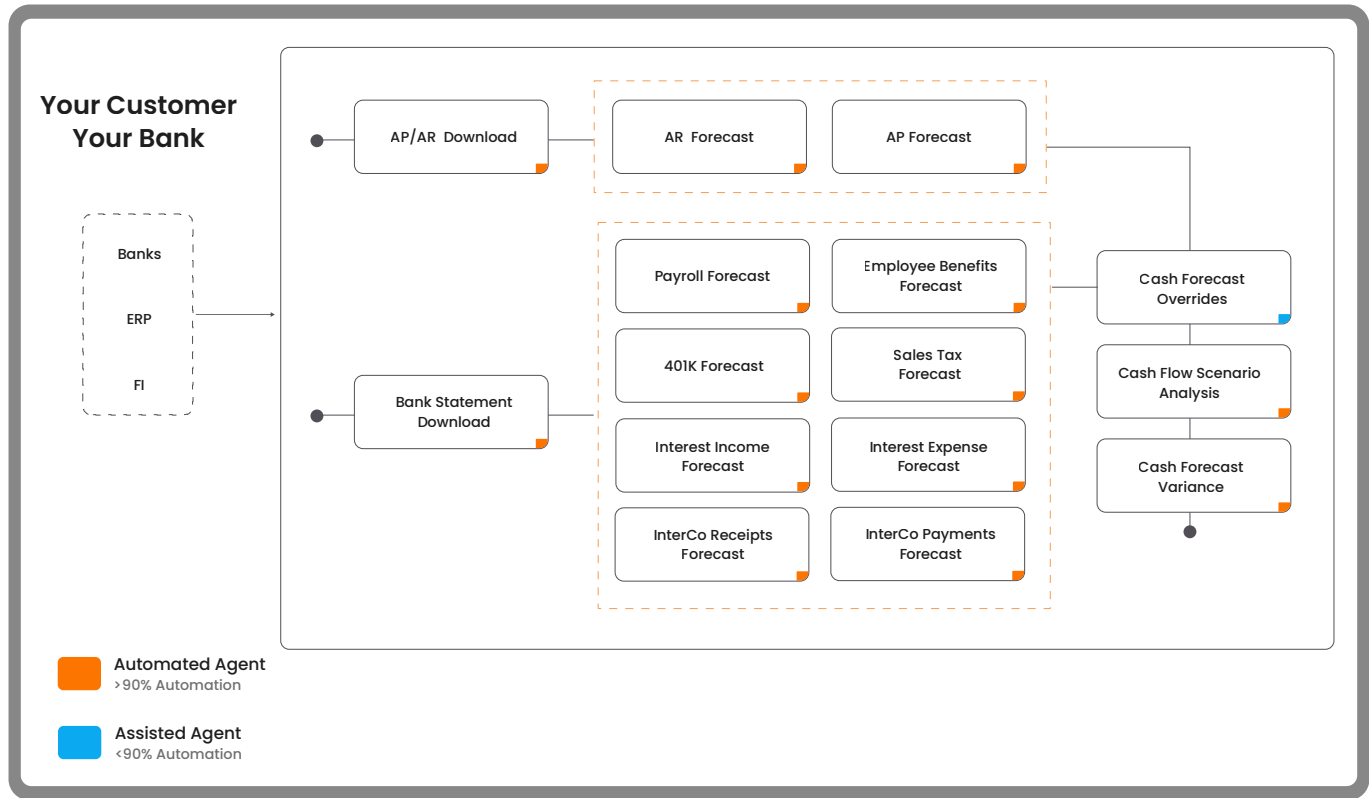 Your Customer
Your Bank
Banks
ERP
FI
AP/AR Download
AR Forecast
AP Forecast
Payroll Forecast
Employee Benefits
Forecast
401K Forecast
Sales Tax
Forecast
Bank Statement
Download
Interest Income
Forecast
Interest Expense
Forecast
InterCo Receipts
Forecast
InterCo Payments
Forecast
Cash Forecast
Overrides
Cash Flow Scenario
Analysis
Cash Forecast
Variance
Automated Agent
>90% Automation
Assisted Agent
<90% Automation